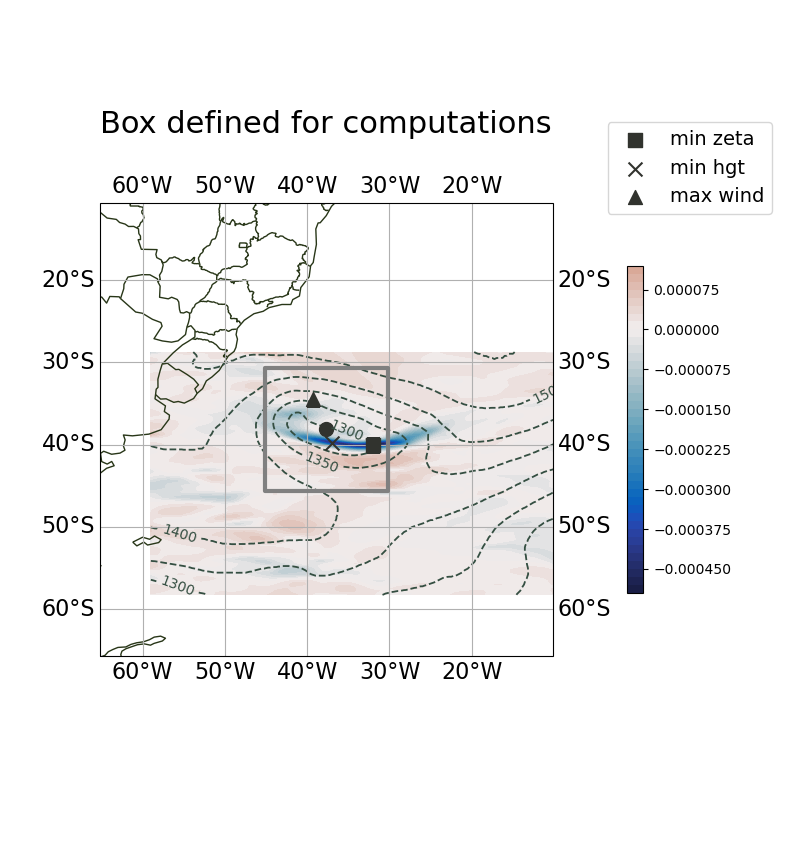 Box defined for computations
min zeta
min hgt
max wind
60°W 50°W 40°W 30°W 20°W
20°S 20°S
30°S 30°S
40°S 40°S
50°S 50°S
60°S 60°S
60°W 50°W 40°W 30°W 20°W
1300
1350
1400
1300
0.000075
0.000000
−0.000075
−0.000150
−0.000225
−0.000300
−0.000375
−0.000450